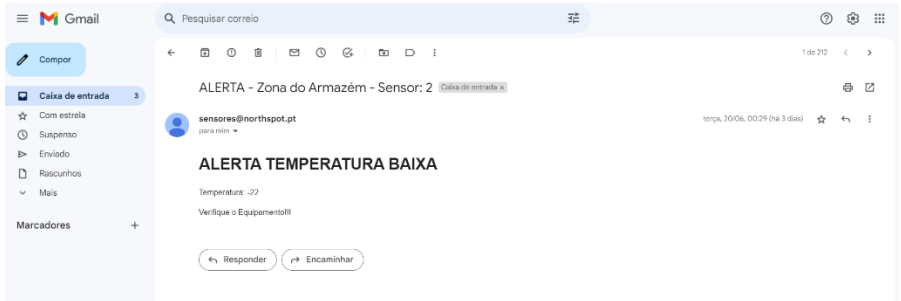 Gmail
Pesquisar correio
Compor
1 de 212
Caixa de entrada 3
ALERTA - Zona do Armazém - Sensor: 2 Caixa de entrada ×
Com estrela
sensores@northspot.pt
terça, 20/06, 00:29 (há 3 dias)
para mim
Suspenso
Enviado
Rascunhos
Mais
ALERTA TEMPERATURA BAIXA
Temperatura: -22
Verifique o Equipamento!!!
Marcadores +
Responder
Encaminhar